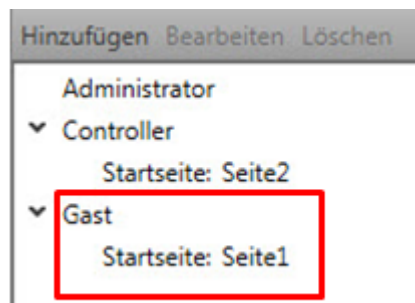 Hinzufügen Bearbeiten Löschen
Administrator
Controller
Startseite: Seite2
Gast
Startseite: Seite1